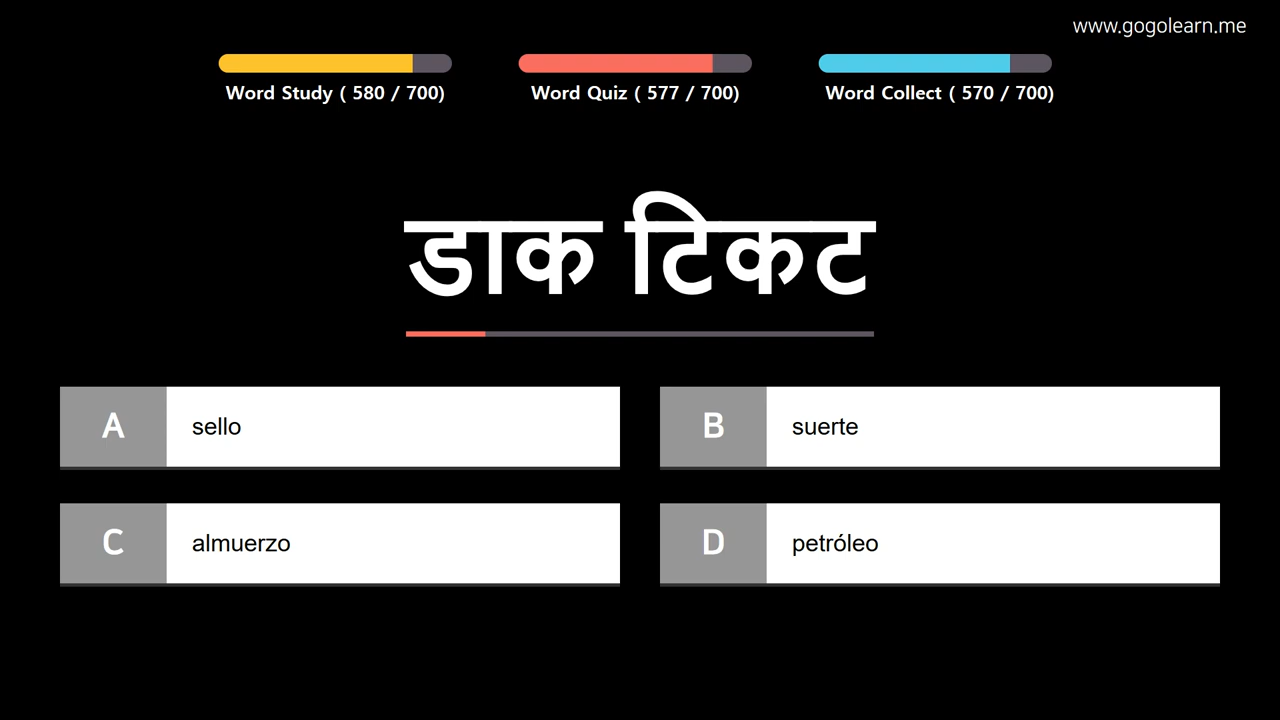 www.gogolearn.me
Word Study ( 580 / 700)
Word Quiz ( 577 / 700)
Word Collect ( 570 / 700)
डाक टिकट
A
sello
B
suerte
C
almuerzo
D
petróleo